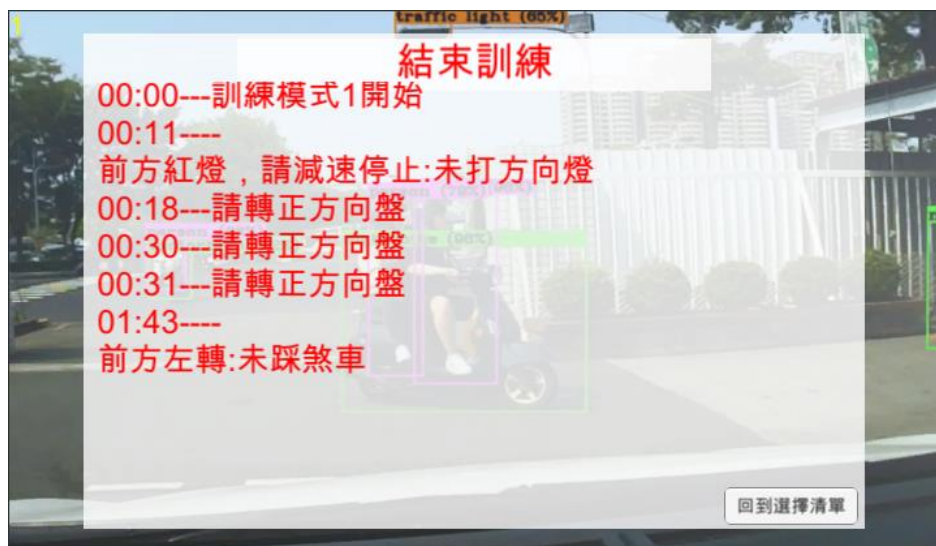 1
traffic light (65%)
結束訓練
00:00---訓練模式1開始
00:11----
前方紅燈，請減速停止:未打方向燈
00:18---請轉正方向盤
00:30---請轉正方向盤
00:31---請轉正方向盤
01:43----
前方左轉:未踩煞車
回到選擇清單